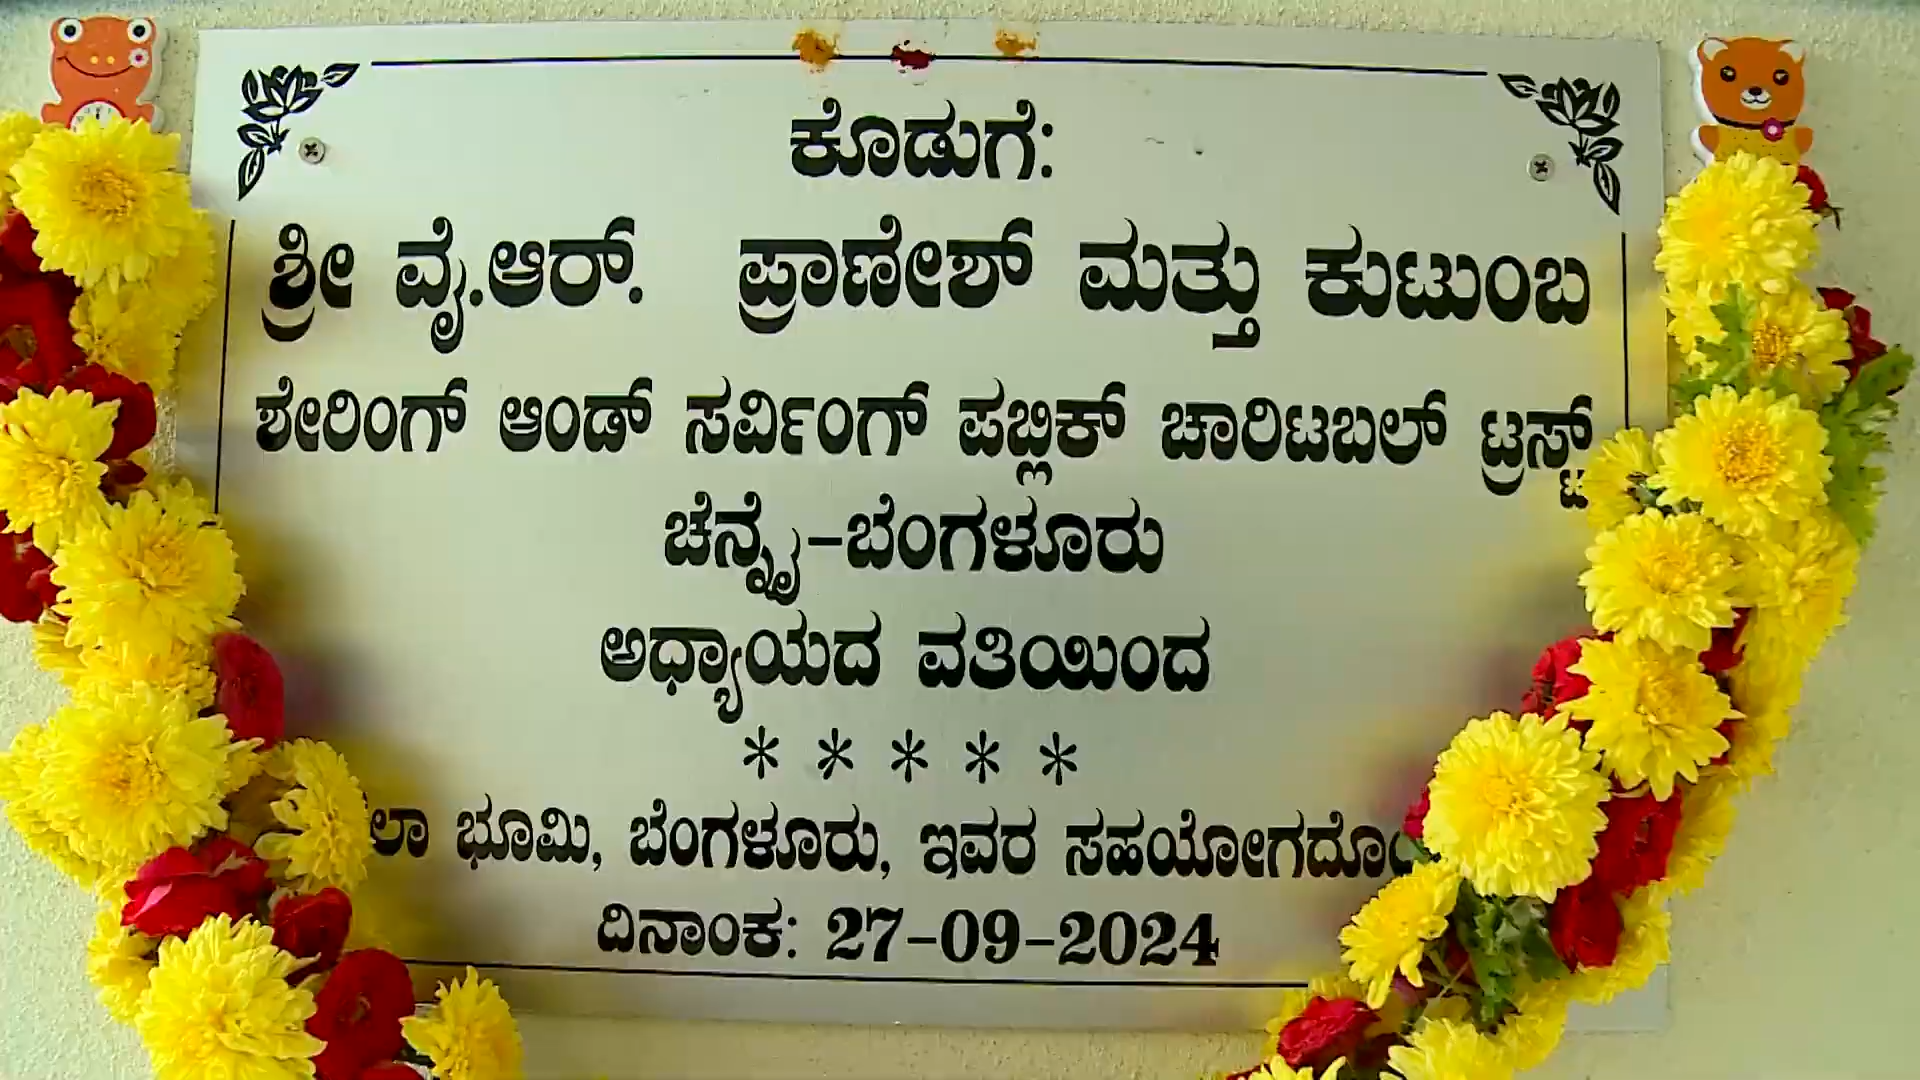 ಕೊಡುಗೆ:
ಶ್ರೀ ವೈ.ಆರ್. ಪ್ರಾಣೇಶ್ ಮತ್ತು ಕುಟುಂಬ
ಶೇರಿಂಗ್ ಆಂಡ್ ಸರ್ವಿಂಗ್ ಪಬ್ಲಿಕ್ ಚಾರಿಟಬಲ್ ಟ್ರಸ್ಟ್
ಚೆನ್ನೈ-ಬೆಂಗಳೂರು
ಅಧ್ಯಾಯದ ವತಿಯಿಂದ
* * * * *
ಭೂಮಿ, ಬೆಂಗಳೂರು, ಇವರ
ದಿನಾಂಕ: 27-09-2024